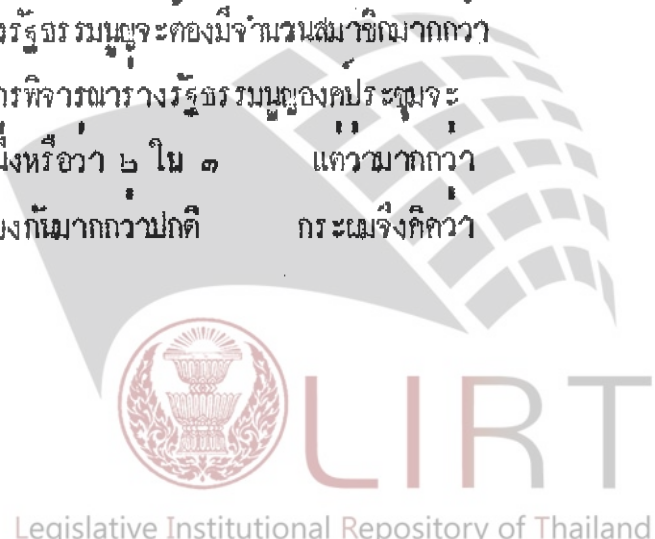 งรัฐธรรมนูญจะต้องมีจำนวนสมาชิกมากกว่า
ารพิจารณาร่างรัฐธรรมนูญองค์ประชุมจะ
นึ่งหรือว่า ๒ ใน ๓ แต่ว่ามากกว่า
งกันมากกว่าปกติ กระผมจึงคิดว่า
LIRT
Legislative Institutional Repository of Thailand